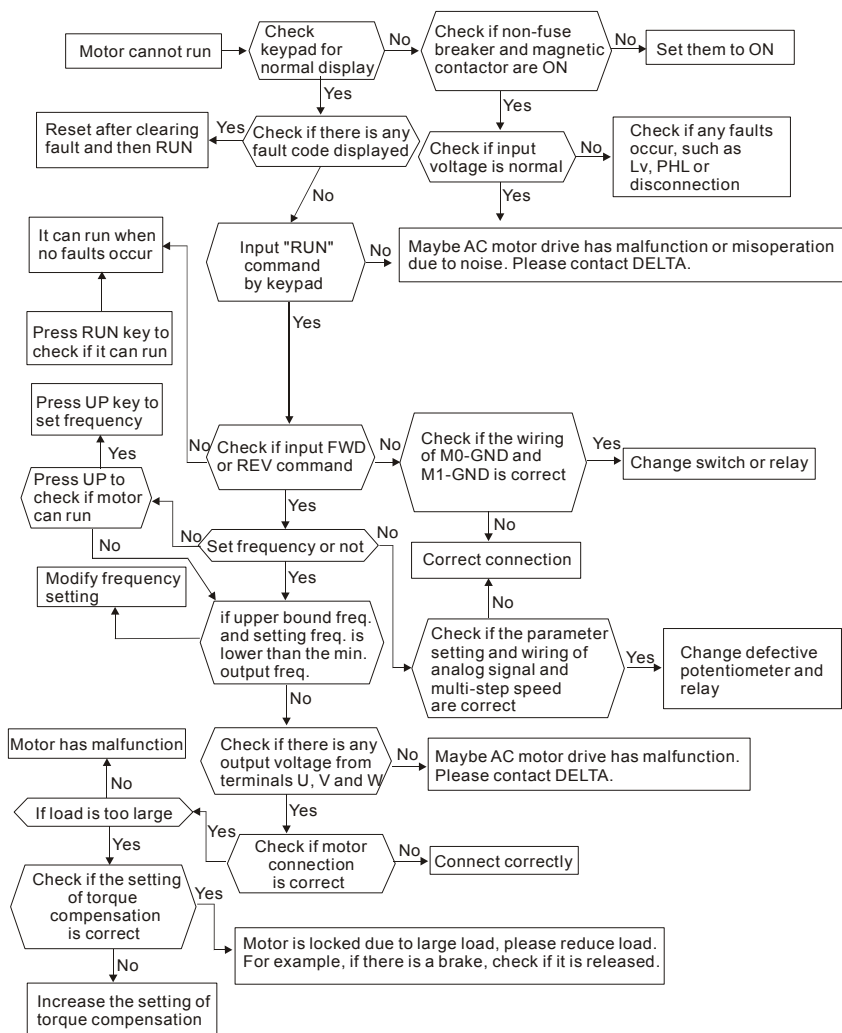 Motor cannot run
Check
keypad for
normal display
No
Check if non-fuse
breaker and magnetic
contactor are ON
No
Set them to ON
Yes
Yes
Reset after clearing
fault and then RUN
Yes
Check if there is any
fault code displayed
Check if input
voltage is normal
No
Check if any faults
occur, such as
Lv, PHL or
disconnection
No
Yes
It can run when
no faults occur
Input "RUN"
command
by keypad
No
Maybe AC motor drive has malfunction or misoperation
due to noise. Please contact DELTA.
Yes
Press RUN key to
check if it can run
Press UP key to
set frequency
No
Check if input FWD
or REV command
No
Check if the wiring
of M0-GND and
M1-GND is correct
Yes
Change switch or relay
Yes
Press UP to
check if motor
can run
Yes
No
No
Set frequency or not
No
No
Correct connection
Yes
No
Modify frequency
setting
if upper bound freq.
and setting freq. is
lower than the min.
output freq.
Check if the parameter
setting and wiring of
analog signal and
multi-step speed
are correct
Yes
Change defective
potentiometer and
relay
No
Motor has malfunction
Check if there is any
output voltage from
terminals U, V and W
No
Maybe AC motor drive has malfunction.
Please contact DELTA.
No
Yes
If load is too large
Yes
Check if motor
connection
is correct
No
Connect correctly
Yes
Check if the setting
of torque
compensation
is correct
Yes
Motor is locked due to large load, please reduce load.
For example, if there is a brake, check if it is released.
No
Increase the setting of
torque compensation